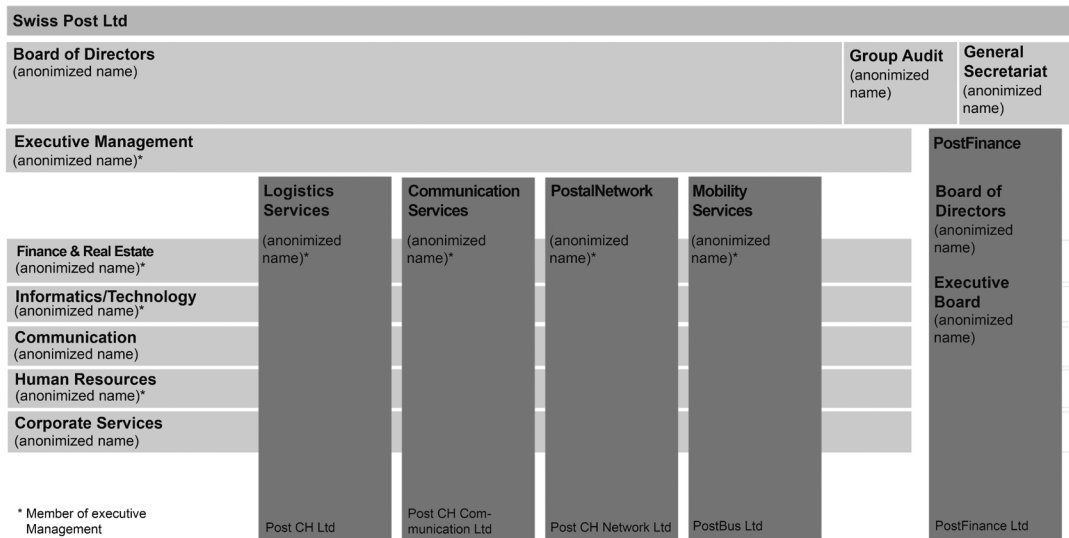 Swiss Post Ltd
Board of Directors
(anonimized name)
Group Audit
(anonimized
name)
General
Secretariat
(anonimized
name)
Executive Management
(anonimized name)*
Logistics
Services
(anonimized
name)*
Communication
Services
(anonimized
name)*
PostalNetwork
(anonimized
name)*
Mobility
Services
(anonimized
name)*
PostFinance
Board of
Directors
(anonimized
name)
Executive
Board
(anonimized
name)
Finance & Real Estate
(anonimized name)*
Informatics/Technology
(anonimized name)*
Communication
(anonimized name)
Human Resources
(anonimized name)*
Corporate Services
(anonimized name)
* Member of executive
Management
Post CH Ltd
Post CH Com-
munication Ltd
Post CH Network Ltd
PostBus Ltd
PostFinance Ltd